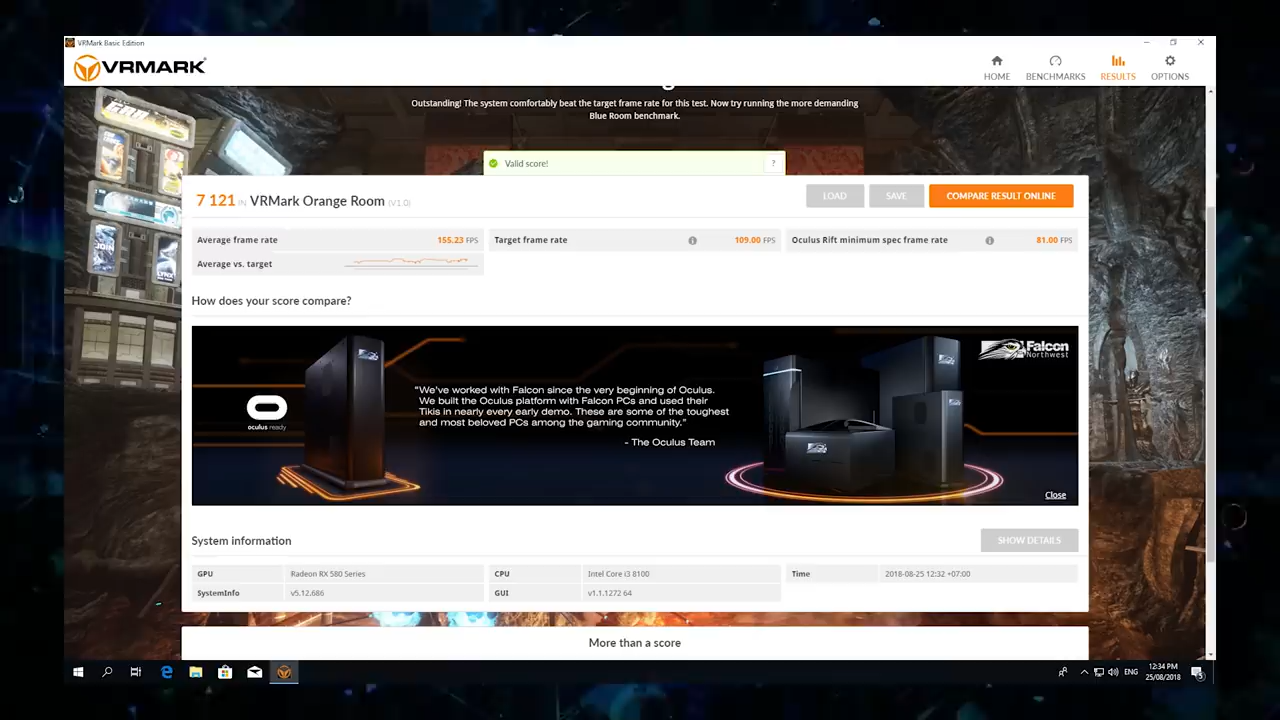 VRMark Basic Edition
VRMARK
HOME
BENCHMARKS
RESULTS
OPTIONS
Outstanding! The system comfortably beat the target frame rate for this test. Now try running the more demanding
Blue Room benchmark.
Valid score!
?
7 121 IN VRMark Orange Room (V1.0)
LOAD
SAVE
COMPARE RESULT ONLINE
Average frame rate
155.23 FPS
Target frame rate
109.00 FPS
Oculus Rift minimum spec frame rate
81.00 FPS
Average vs. target
How does your score compare?
oculus ready
"We've worked with Falcon since the very beginning of Oculus.
We built the Oculus platform with Falcon PCs and used their
Tikis in nearly every early demo. These are some of the toughest
and most beloved PCs among the gaming community."
- The Oculus Team
Falcon
Northwest
Close
System information
SHOW DETAILS
GPU
Radeon RX 580 Series
CPU
Intel Core i3 8100
Time
2018-08-25 12:32 +07:00
SystemInfo
v5.12.686
GUI
v1.1.1272 64
More than a score
ENG
12:34 PM
25/08/2018
JOIN
LYNX